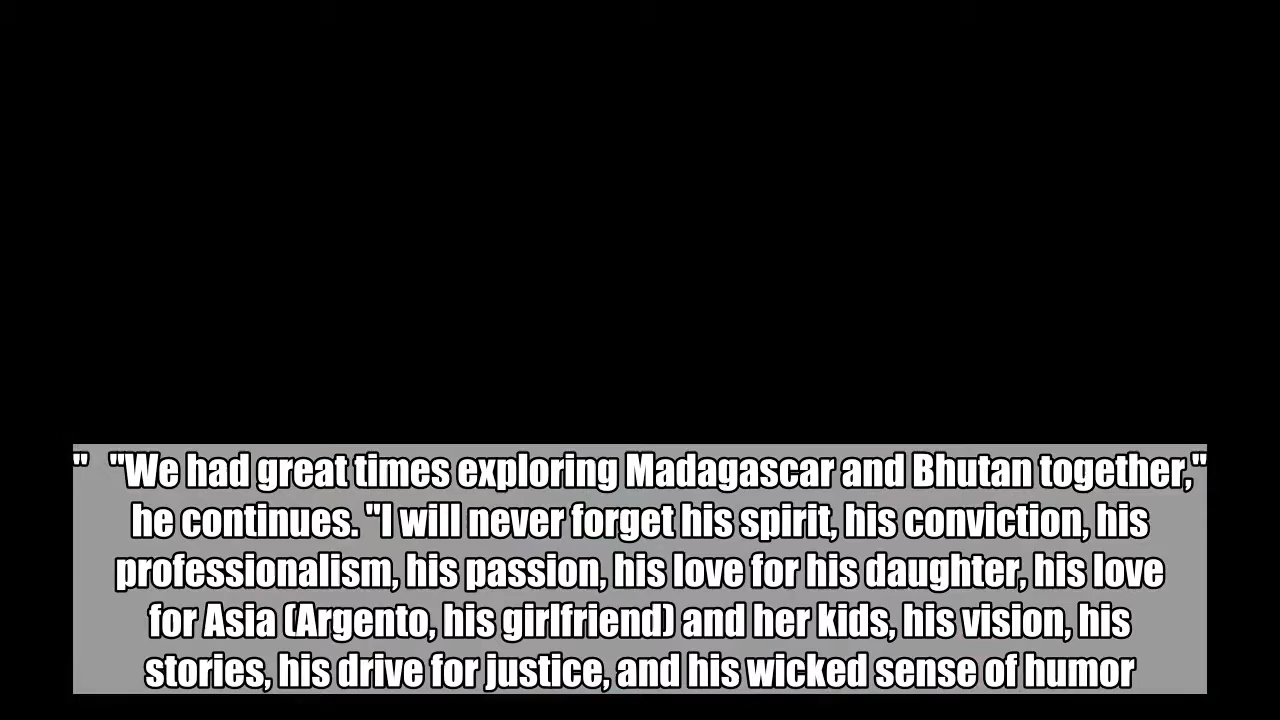 " "We had great times exploring Madagascar and Bhutan together,"
he continues. "I will never forget his spirit, his conviction, his
professionalism, his passion, his love for his daughter, his love
for Asia (Argento, his girlfriend) and her kids, his vision, his
stories, his drive for justice, and his wicked sense of humor